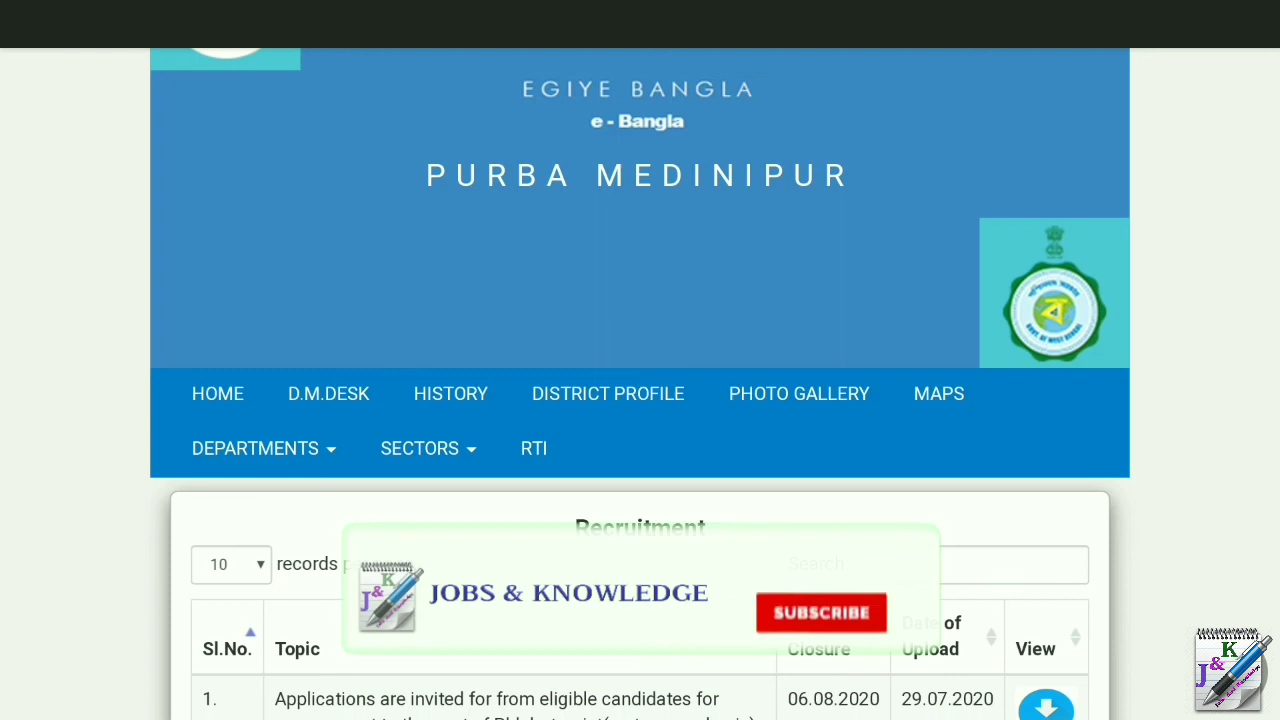 EGIYE BANGLA
e - Bangla
PURBA MEDINIPUR
HOME D.M.DESK HISTORY DISTRICT PROFILE PHOTO GALLERY MAPS
DEPARTMENTS SECTORS RTI
Recruitment
10 records
Search
JOBS & KNOWLEDGE
SUBSCRIBE
Sl.No. Topic Closure Date of Upload View
1. Applications are invited for from eligible candidates for 06.08.2020 29.07.2020
J&K